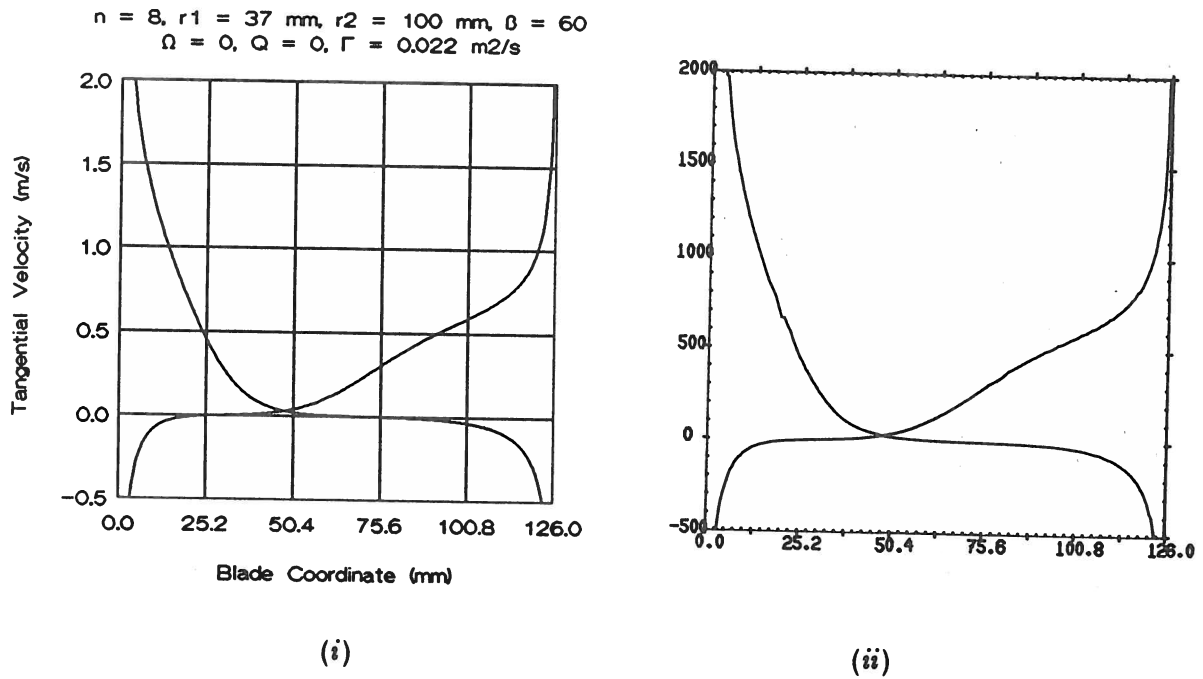 n = 8, r1 = 37 mm, r2 = 100 mm, ß = 60
Ω = 0, Q = 0, Γ = 0.022 m2/s
Tangential Velocity (m/s)
2.0
1.5
1.0
0.5
0.0
-0.5
0.0 25.2 50.4 75.6 100.8 126.0
Blade Coordinate (mm)
(i)
2000
1500
1000
500
0
-500
0.0 25.2 50.4 75.6 100.8 126.0
(ii)